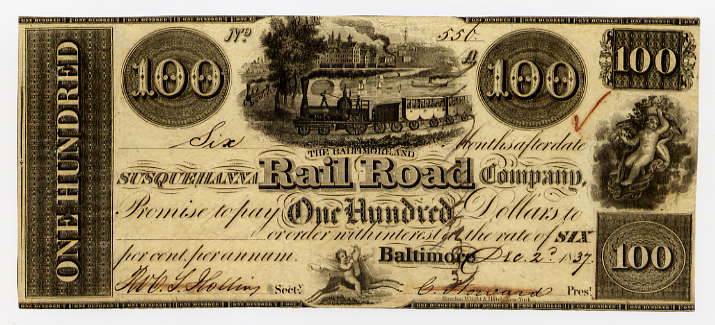 ONE HUNDRED
No 556
A
100 100 100
Six Months after date
THE BALTIMORE AND
SUSQUEHANNA Rail Road Company,
Promise to pay One Hundred Dollars to
or order with interest at the rate of SIX
per cent. per annum. Baltimore Dec. 2d 1837.
Secty. Prest.
100